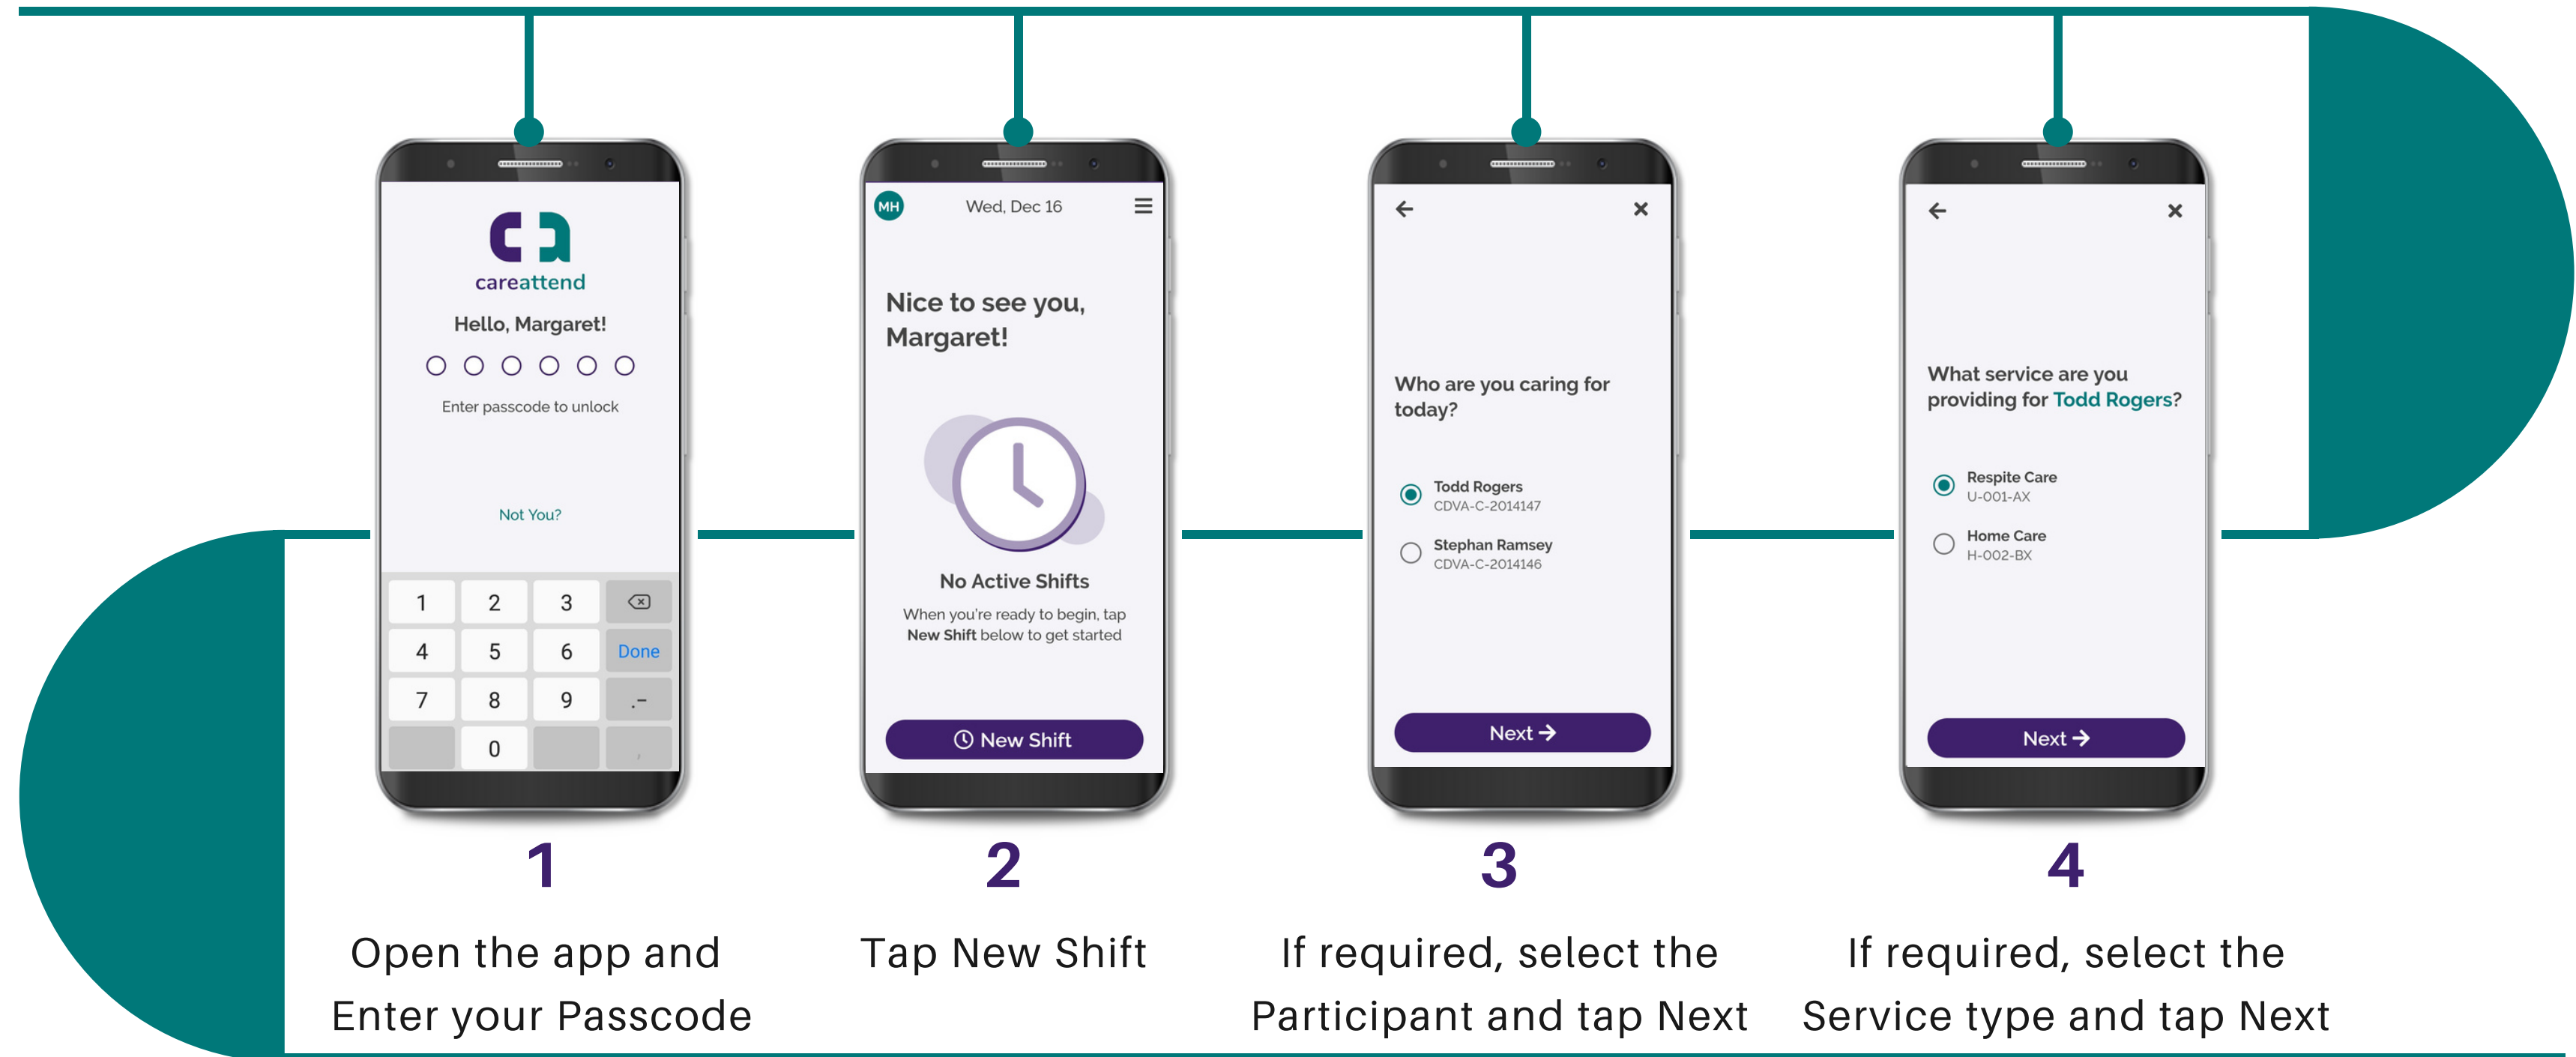 careattend
Hello, Margaret!
Enter passcode to unlock
Not You?
1 2 3
4 5 6 Done
7 8 9 .-
0 ,
1
Open the app and
Enter your Passcode
MH Wed, Dec 16
Nice to see you,
Margaret!
No Active Shifts
When you're ready to begin, tap
New Shift below to get started
New Shift
2
Tap New Shift
Who are you caring for
today?
Todd Rogers
CDVA-C-2014147
Stephan Ramsey
CDVA-C-2014146
Next →
3
If required, select the
Participant and tap Next
What service are you
providing for Todd Rogers?
Respite Care
U-001-AX
Home Care
H-002-BX
Next →
4
If required, select the
Service type and tap Next